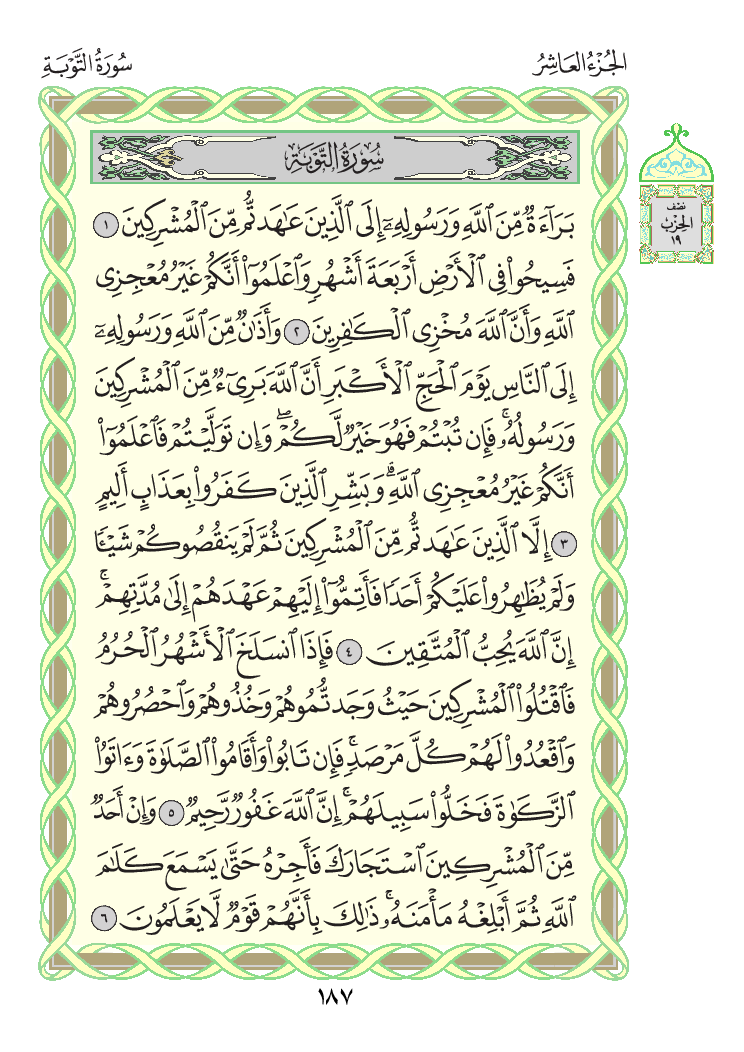 الجُزْءُ العَاشِرُ
سُورَةُ التَّوْبَةِ
سُورَةُ التَّوْبَةِ
بَرَآءَةٌ مِّنَ ٱللَّهِ وَرَسُولِهِۦٓ إِلَى ٱلَّذِينَ عَٰهَدتُّم مِّنَ ٱلْمُشْرِكِينَ ١
فَسِيحُوا۟ فِى ٱلْأَرْضِ أَرْبَعَةَ أَشْهُرٍ وَٱعْلَمُوٓا۟ أَنَّكُمْ غَيْرُ مُعْجِزِى
ٱللَّهِ وَأَنَّ ٱللَّهَ مُخْزِى ٱلْكَٰفِرِينَ ٢ وَأَذَٰنٌ مِّنَ ٱللَّهِ وَرَسُولِهِۦٓ
إِلَى ٱلنَّاسِ يَوْمَ ٱلْحَجِّ ٱلْأَكْبَرِ أَنَّ ٱللَّهَ بَرِىٓءٌ مِّنَ ٱلْمُشْرِكِينَ
وَرَسُولُهُۥ ۚ فَإِن تُبْتُمْ فَهُوَ خَيْرٌ لَّكُمْ ۖ وَإِن تَوَلَّيْتُمْ فَٱعْلَمُوٓا۟
أَنَّكُمْ غَيْرُ مُعْجِزِى ٱللَّهِ ۗ وَبَشِّرِ ٱلَّذِينَ كَفَرُوا۟ بِعَذَابٍ أَلِيمٍ
٣ إِلَّا ٱلَّذِينَ عَٰهَدتُّم مِّنَ ٱلْمُشْرِكِينَ ثُمَّ لَمْ يَنقُصُوكُمْ شَيْـًٔا
وَلَمْ يُظَٰهِرُوا۟ عَلَيْكُمْ أَحَدًا فَأَتِمُّوٓا۟ إِلَيْهِمْ عَهْدَهُمْ إِلَىٰ مُدَّتِهِمْ ۚ
إِنَّ ٱللَّهَ يُحِبُّ ٱلْمُتَّقِينَ ٤ فَإِذَا ٱنسَلَخَ ٱلْأَشْهُرُ ٱلْحُرُمُ
فَٱقْتُلُوا۟ ٱلْمُشْرِكِينَ حَيْثُ وَجَدتُّمُوهُمْ وَخُذُوهُمْ وَٱحْصُرُوهُمْ
وَٱقْعُدُوا۟ لَهُمْ كُلَّ مَرْصَدٍ ۚ فَإِن تَابُوا۟ وَأَقَامُوا۟ ٱلصَّلَوٰةَ وَءَاتَوُا۟
ٱلزَّكَوٰةَ فَخَلُّوا۟ سَبِيلَهُمْ ۚ إِنَّ ٱللَّهَ غَفُورٌ رَّحِيمٌ ٥ وَإِنْ أَحَدٌ
مِّنَ ٱلْمُشْرِكِينَ ٱسْتَجَارَكَ فَأَجِرْهُ حَتَّىٰ يَسْمَعَ كَلَٰمَ
ٱللَّهِ ثُمَّ أَبْلِغْهُ مَأْمَنَهُۥ ۚ ذَٰلِكَ بِأَنَّهُمْ قَوْمٌ لَّا يَعْلَمُونَ ٦
نصْف
الحِزْب
١٩
١٨٧